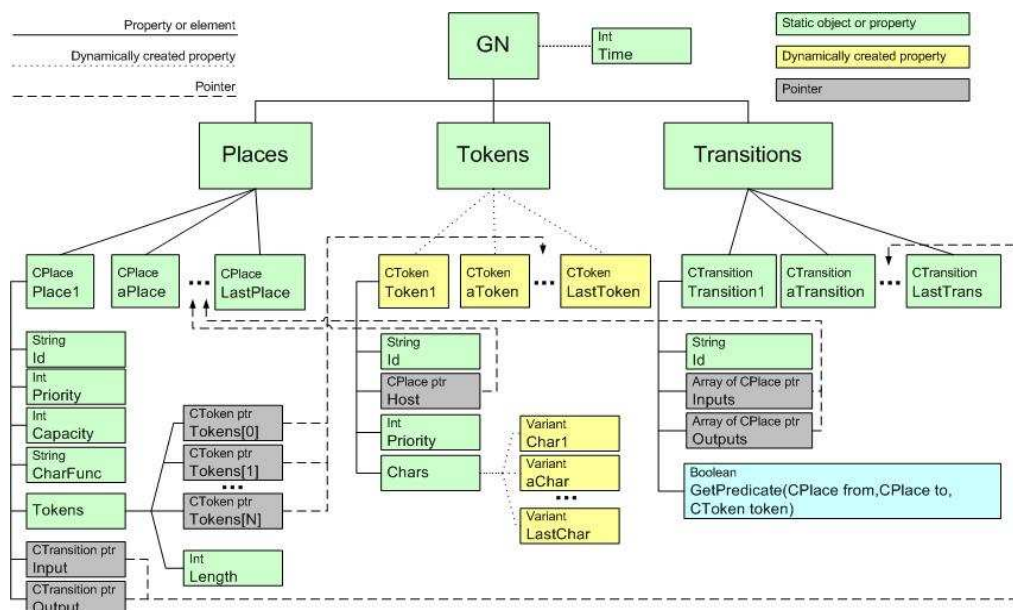 Property or element
Dynamically created property
Pointer
GN
Int
Time
Static object or property
Dynamically created property
Pointer
Places
Tokens
Transitions
CPlace
Place1
CPlace
aPlace
...
CPlace
LastPlace
CToken
Token1
CToken
aToken
...
CToken
LastToken
CTransition
Transition1
CTransition
aTransition
...
CTransition
LastTrans
String
Id
Int
Priority
Int
Capacity
String
CharFunc
Tokens
CTransition ptr
Input
CTransition ptr
Output
CToken ptr
Tokens[0]
CToken ptr
Tokens[1]
...
CToken ptr
Tokens[N]
Int
Length
String
Id
CPlace ptr
Host
Int
Priority
Chars
Variant
Char1
Variant
aChar
...
Variant
LastChar
String
Id
Array of CPlace ptr
Inputs
Array of CPlace ptr
Outputs
Boolean
GetPredicate(CPlace from,CPlace to,
CToken token)